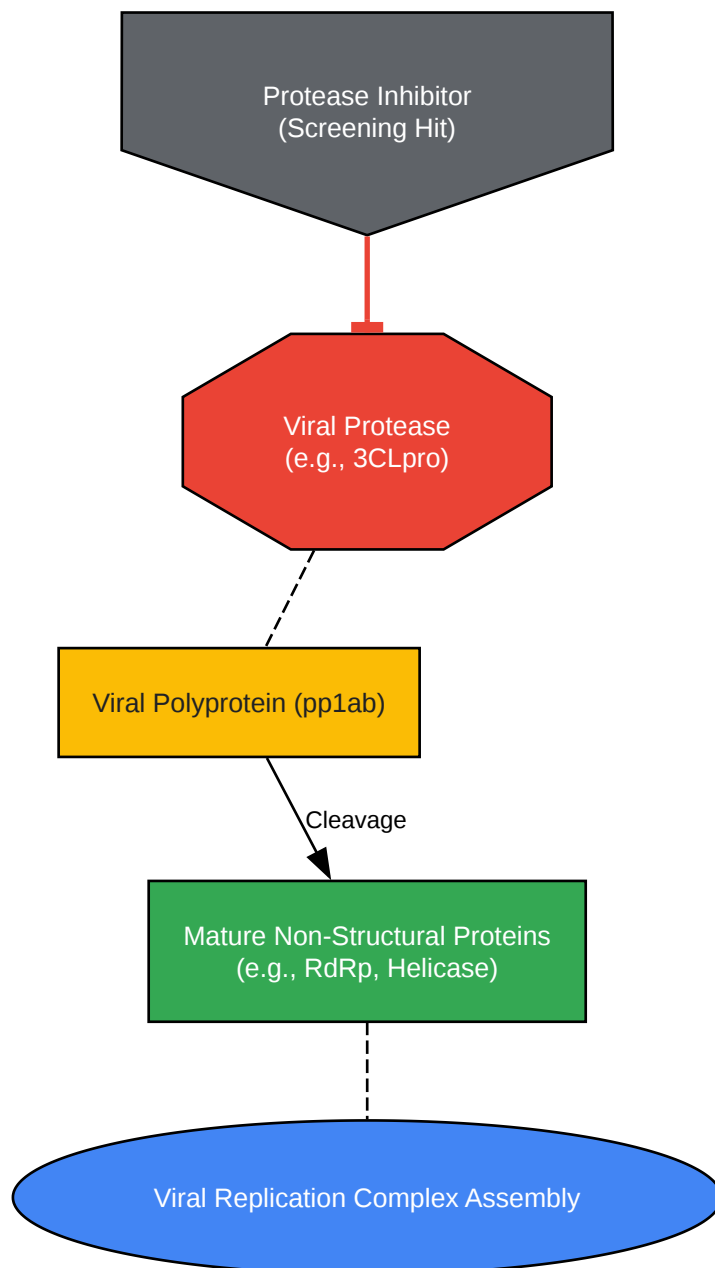 Protease Inhibitor
(Screening Hit)
Viral Protease
(e.g., 3CLpro)
Viral Polyprotein (pp1ab)
Cleavage
Mature Non-Structural Proteins
(e.g., RdRp, Helicase)
Viral Replication Complex Assembly